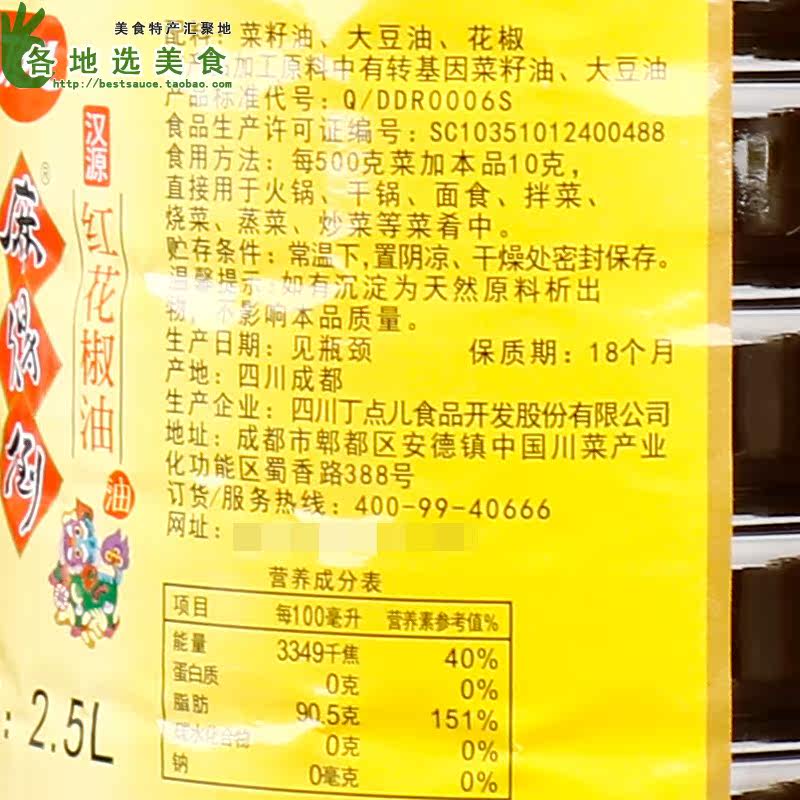 美食特产汇聚地
各地选美食
http://bestsauce.taobao.com/
配料：菜籽油、大豆油、花椒
加工原料中有转基因菜籽油、大豆油
产品标准代号：Q/DDR0006S
食品生产许可证编号：SC10351012400488
食用方法：每500克菜加本品10克，
直接用于火锅、干锅、面食、拌菜、
烧菜、蒸菜、炒菜等菜肴中。
贮存条件：常温下,置阴凉、干燥处密封保存。
温馨提示:如有沉淀为天然原料析出
物，不影响本品质量。
生产日期：见瓶颈 保质期：18个月
产地：四川成都
生产企业：四川丁点儿食品开发股份有限公司
地址：成都市郫都区安德镇中国川菜产业
化功能区蜀香路388号
订货/服务热线：400-99-40666
网址：
汉源
红花椒油
油
麻得倒
®
: 2.5L
营养成分表
项目 每100毫升 营养素参考值%
能量 3349千焦 40%
蛋白质 0克 0%
脂肪 90.5克 151%
碳水化合物 0克 0%
钠 0毫克 0%